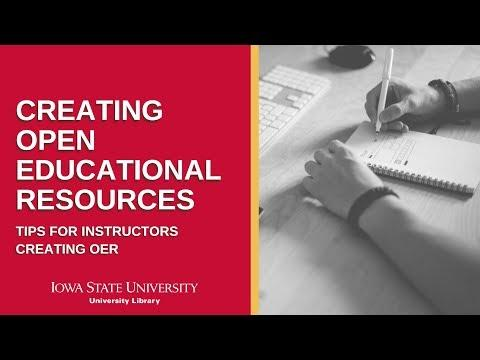 CREATING
OPEN
EDUCATIONAL
RESOURCES
TIPS FOR INSTRUCTORS
CREATING OER
IOWA STATE UNIVERSITY
University Library